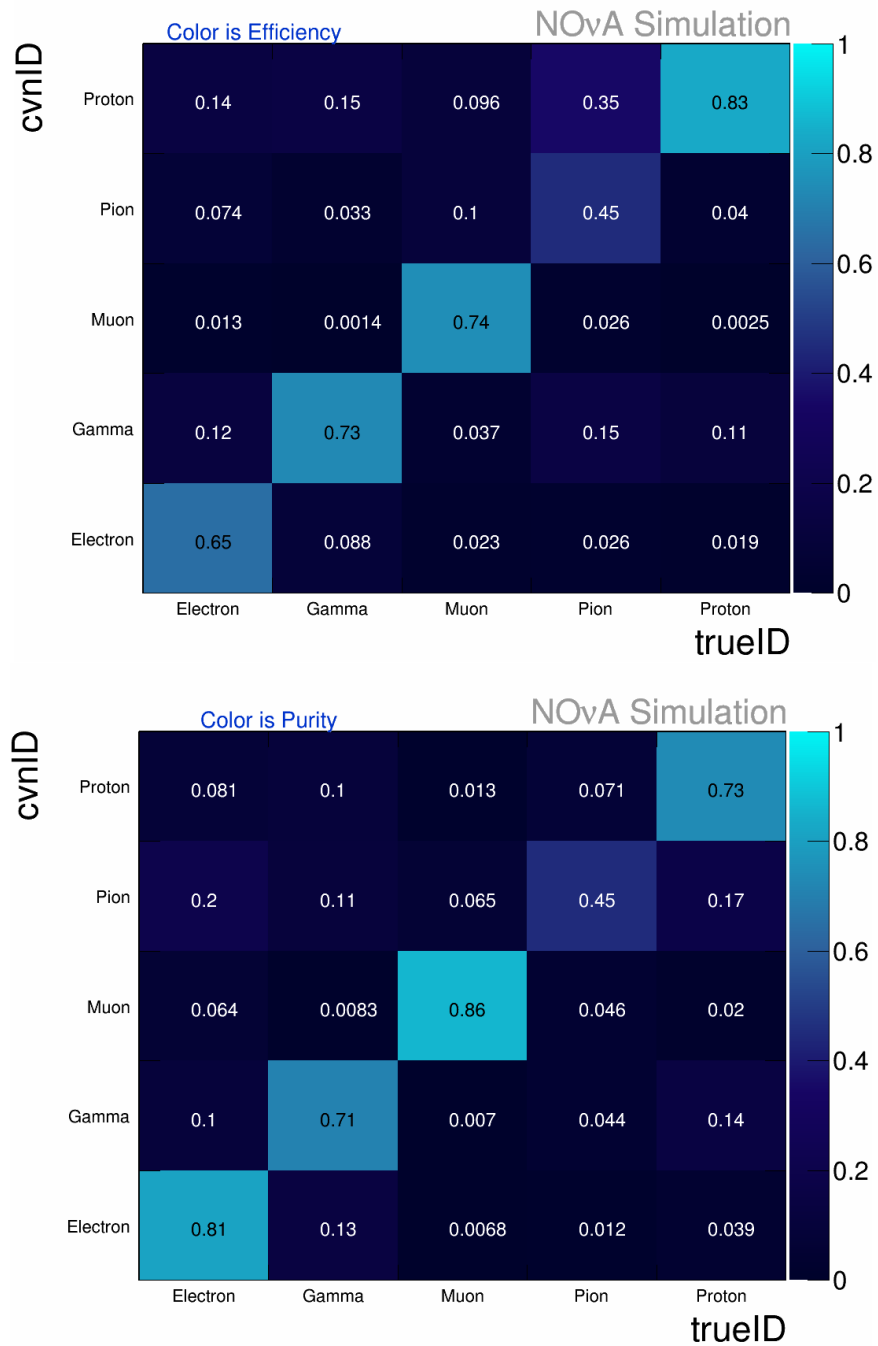 Color is Efficiency
NOνA Simulation
cvnID
1
Proton 0.14 0.15 0.096 0.35 0.83
0.8
Pion 0.074 0.033 0.1 0.45 0.04
0.6
Muon 0.013 0.0014 0.74 0.026 0.0025
0.4
Gamma 0.12 0.73 0.037 0.15 0.11
0.2
Electron 0.65 0.088 0.023 0.026 0.019
0
Electron Gamma Muon Pion Proton
trueID
Color is Purity
NOνA Simulation
cvnID
1
Proton 0.081 0.1 0.013 0.071 0.73
0.8
Pion 0.2 0.11 0.065 0.45 0.17
0.6
Muon 0.064 0.0083 0.86 0.046 0.02
0.4
Gamma 0.1 0.71 0.007 0.044 0.14
0.2
Electron 0.81 0.13 0.0068 0.012 0.039
0
Electron Gamma Muon Pion Proton
trueID